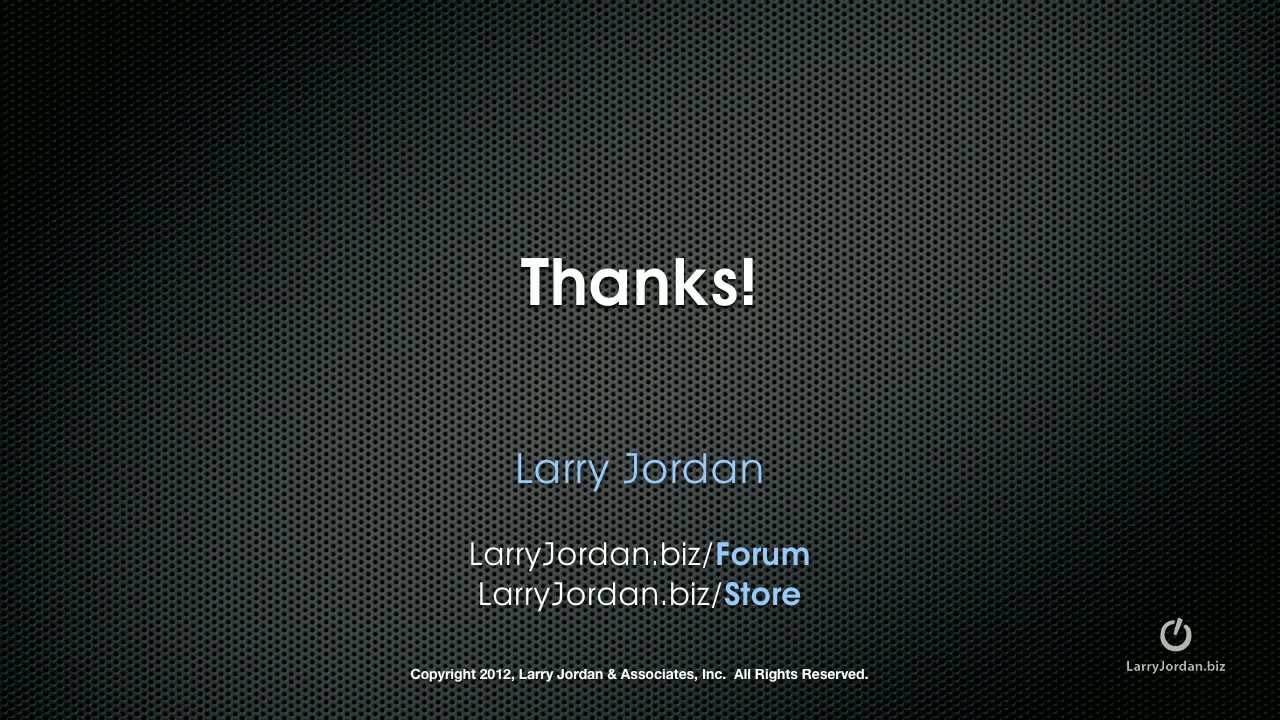 Thanks!
Larry Jordan
LarryJordan.biz/Forum
LarryJordan.biz/Store
Copyright 2012, Larry Jordan & Associates, Inc.  All Rights Reserved.
LarryJordan.biz